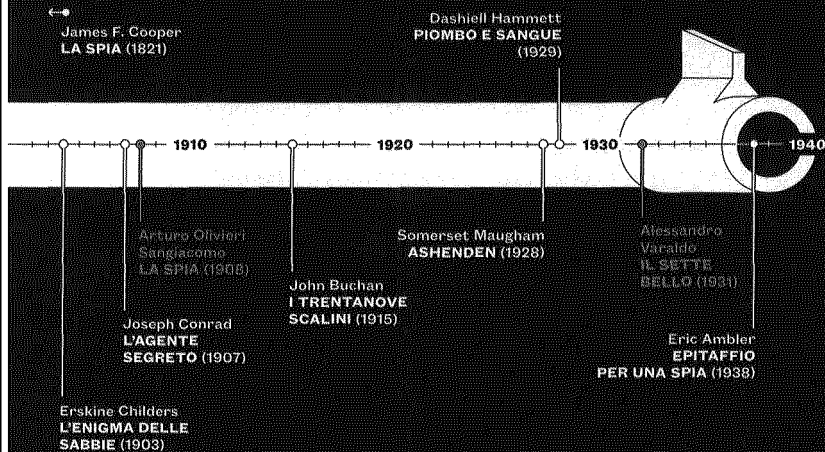 James F. Cooper
LA SPIA (1821)
Dashiell Hammett
PIOMBO E SANGUE
(1929)
1910
1920
1930
1940
Arturo Olivieri
Sangiacomo
LA SPIA (1908)
Somerset Maugham
ASHENDEN (1928)
Alessandro
Varaldo
IL SETTE
BELLO (1931)
John Buchan
I TRENTANOVE
SCALINI (1915)
Joseph Conrad
L'AGENTE
SEGRETO (1907)
Eric Ambler
EPITAFFIO
PER UNA SPIA (1938)
Erskine Childers
L'ENIGMA DELLE
SABBIE (1903)